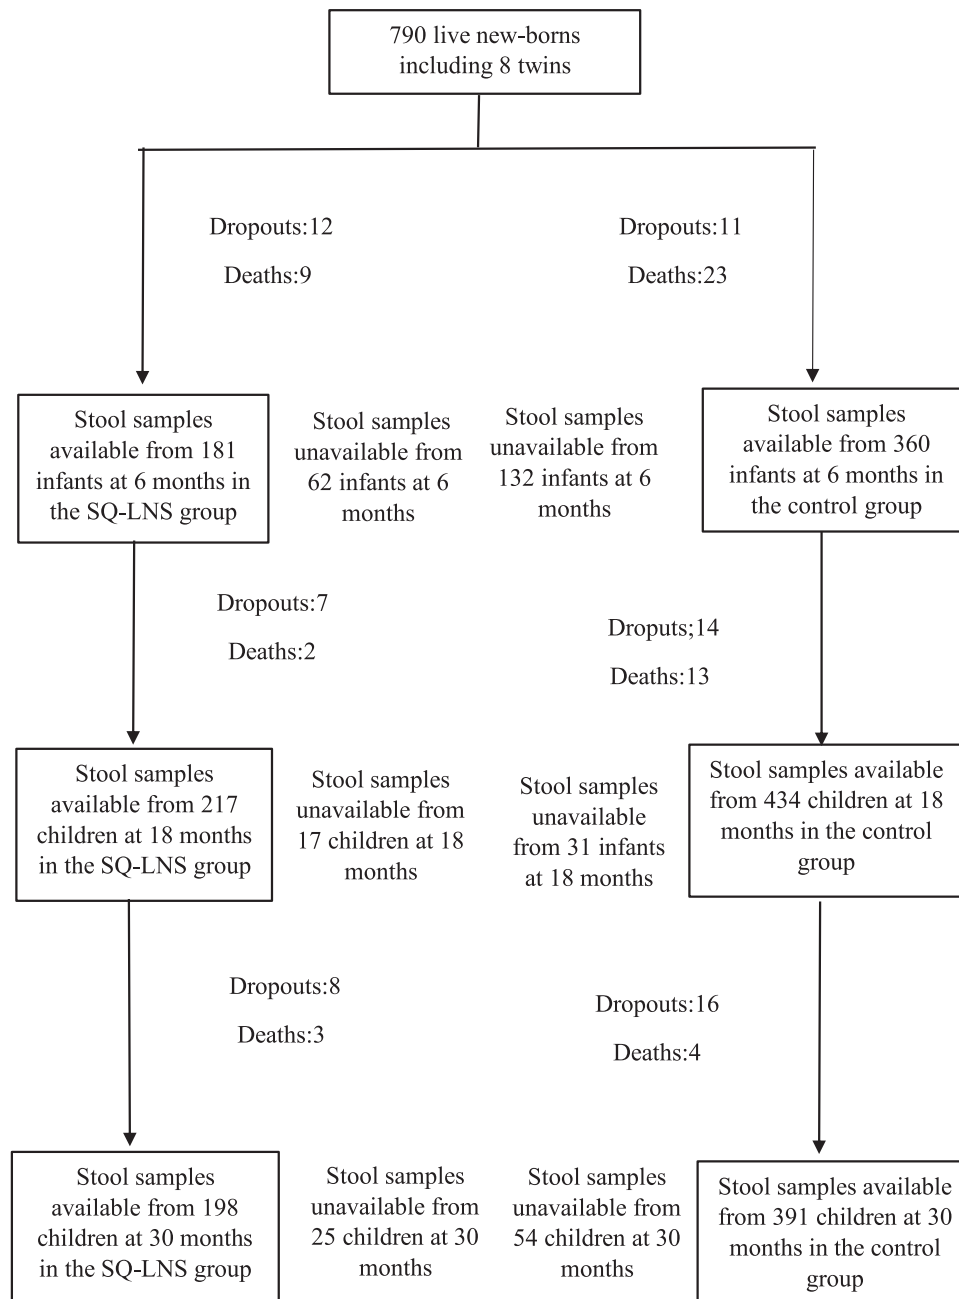 790 live new-borns
including 8 twins
Dropouts:12
Deaths:9
Dropouts:11
Deaths:23
Stool samples
available from 181
infants at 6 months in
the SQ-LNS group
Stool samples
unavailable from
62 infants at 6
months
Stool samples
unavailable from
132 infants at 6
months
Stool samples
available from 360
infants at 6 months in
the control group
Dropouts:7
Deaths:2
Droputs;14
Deaths:13
Stool samples
available from 217
children at 18 months
in the SQ-LNS group
Stool samples
unavailable from
17 children at 18
months
Stool samples
unavailable
from 31 infants
at 18 months
Stool samples available
from 434 children at 18
months in the control
group
Dropouts:8
Deaths:3
Dropouts:16
Deaths:4
Stool samples
available from 198
children at 30 months
in the SQ-LNS group
Stool samples
unavailable from
25 children at 30
months
Stool samples
unavailable from
54 children at 30
months
Stool samples available
from 391 children at 30
months in the control
group